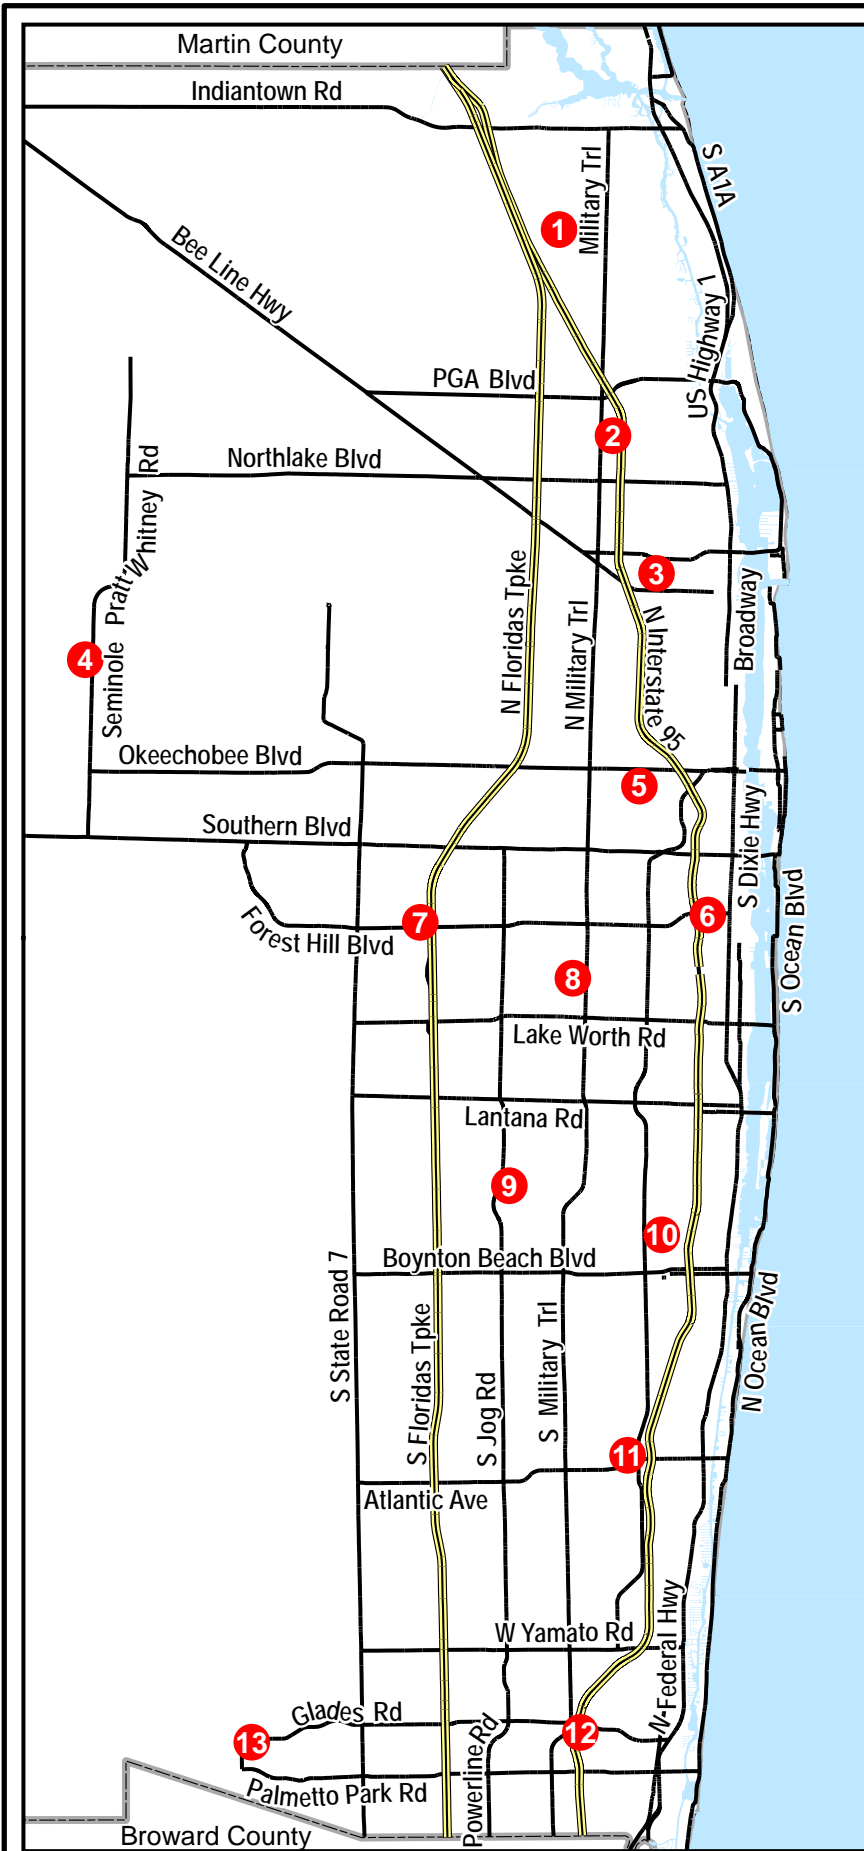 Martin County
Indiantown Rd
Military Trl
S A1A
1
Bee Line Hwy
US Highway 1
PGA Blvd
2
Northlake Blvd
Seminole Pratt Whitney Rd
3
N Floridas Tpke
N Military Trl
N Interstate 95
Broadway
4
Okeechobee Blvd
5
Southern Blvd
S Dixie Hwy
S Ocean Blvd
Forest Hill Blvd
7
6
8
Lake Worth Rd
Lantana Rd
9
10
Boynton Beach Blvd
S State Road 7
S Floridas Tpke
S Jog Rd
S Military Trl
N Ocean Blvd
11
Atlantic Ave
W Yamato Rd
N Federal Hwy
Glades Rd
13
12
Powerline Rd
Palmetto Park Rd
Broward County